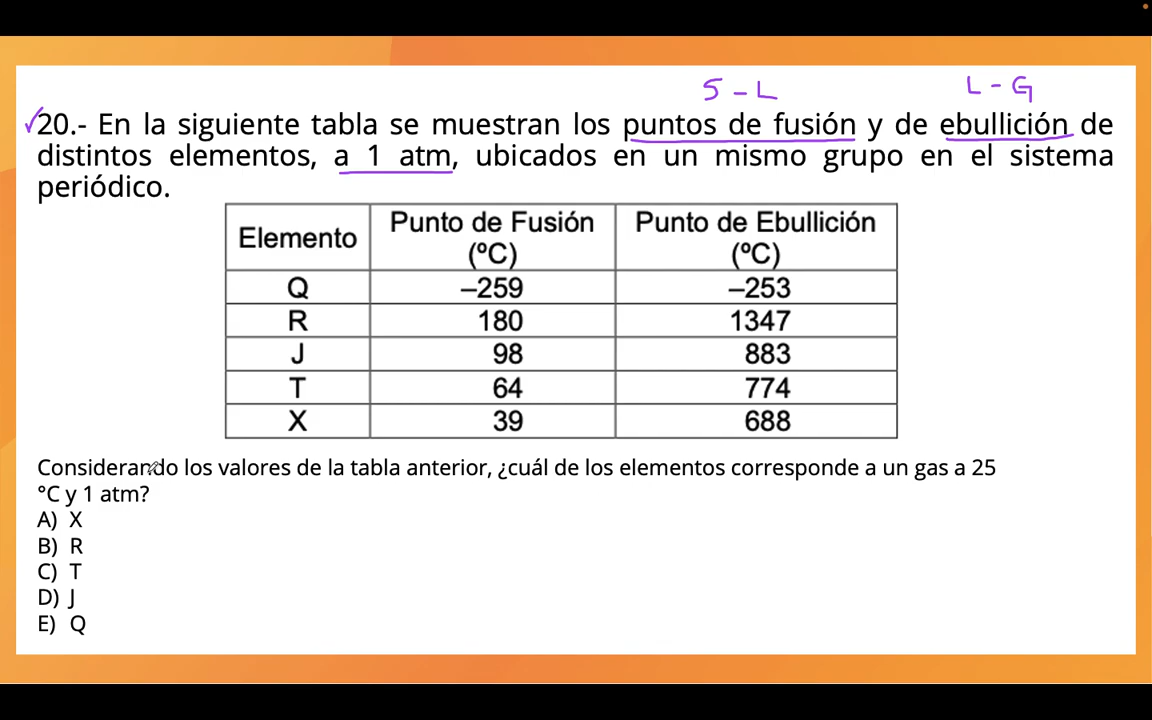 S - L
L - G
✓20.- En la siguiente tabla se muestran los puntos de fusión y de ebullición de
distintos elementos, a 1 atm, ubicados en un mismo grupo en el sistema
periódico.
Elemento Punto de Fusión (ºC) Punto de Ebullición (ºC)
Q –259 –253
R 180 1347
J 98 883
T 64 774
X 39 688
Considerando los valores de la tabla anterior, ¿cuál de los elementos corresponde a un gas a 25
°C y 1 atm?
A) X
B) R
C) T
D) J
E) Q